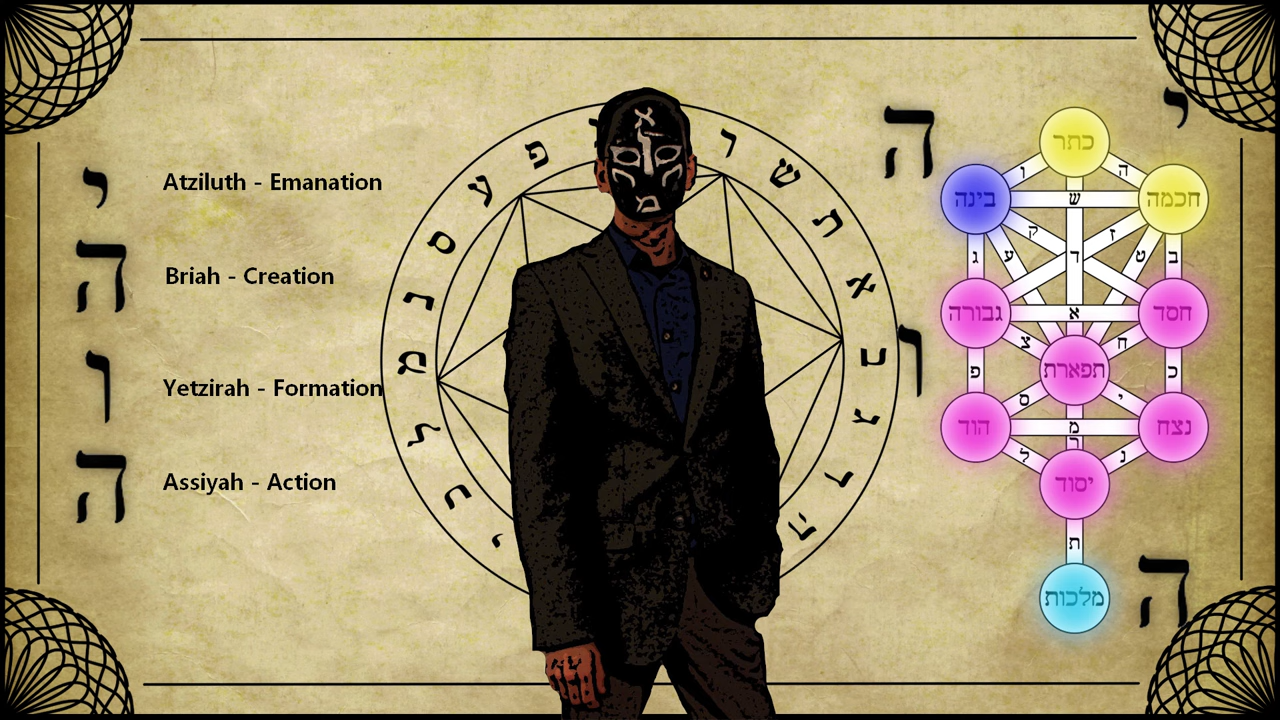 י
Atziluth - Emanation
ה
Briah - Creation
ו
Yetzirah - Formation
ה
Assiyah - Action
י
כ
ל
מ
נ
ס
ע
פ
ר
ש
ת
א
ב
ג
ד
ה
א
מ
י
ה
ו
ה
כתר
ו
ה
בינה
ש
חכמה
ק
ז
ג
ע
ד
ט
ב
גבורה
א
חסד
צ
ח
תפארת
פ
כ
ס
י
הוד
מ
נצח
ר
ל
נ
יסוד
ת
מלכות